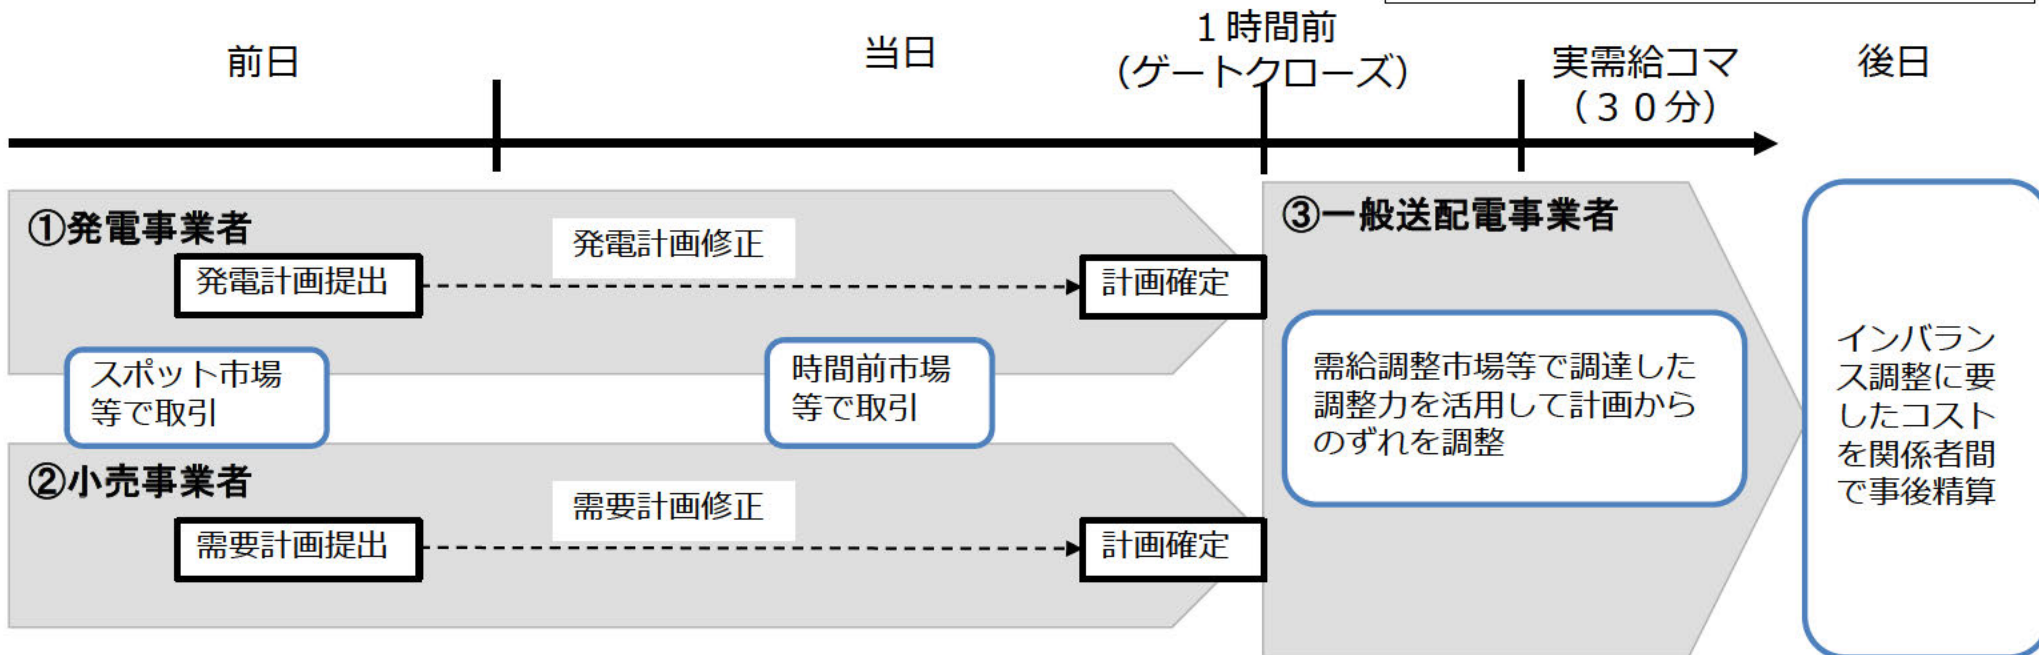 前日
当日
１時間前
（ゲートクローズ）
実需給コマ
（３０分）
後日
①発電事業者
発電計画提出
発電計画修正
計画確定
スポット市場
等で取引
時間前市場
等で取引
②小売事業者
需要計画提出
需要計画修正
計画確定
③一般送配電事業者
需給調整市場等で調達した
調整力を活用して計画から
のずれを調整
インバラン
ス調整に要
したコスト
を関係者間
で事後精算